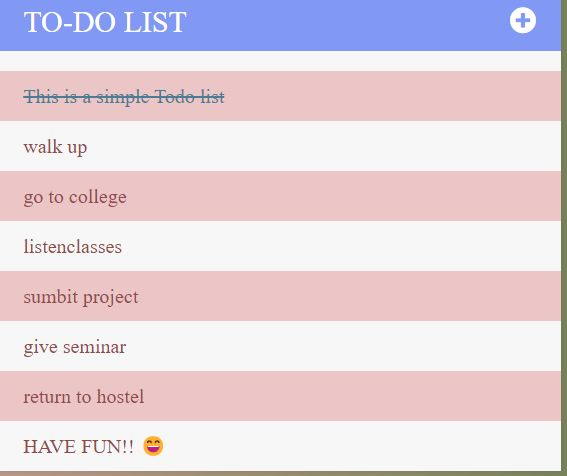 TO-DO LIST
This is a simple Todo list
walk up
go to college
listenclasses
sumbit project
give seminar
return to hostel
HAVE FUN!! 😄